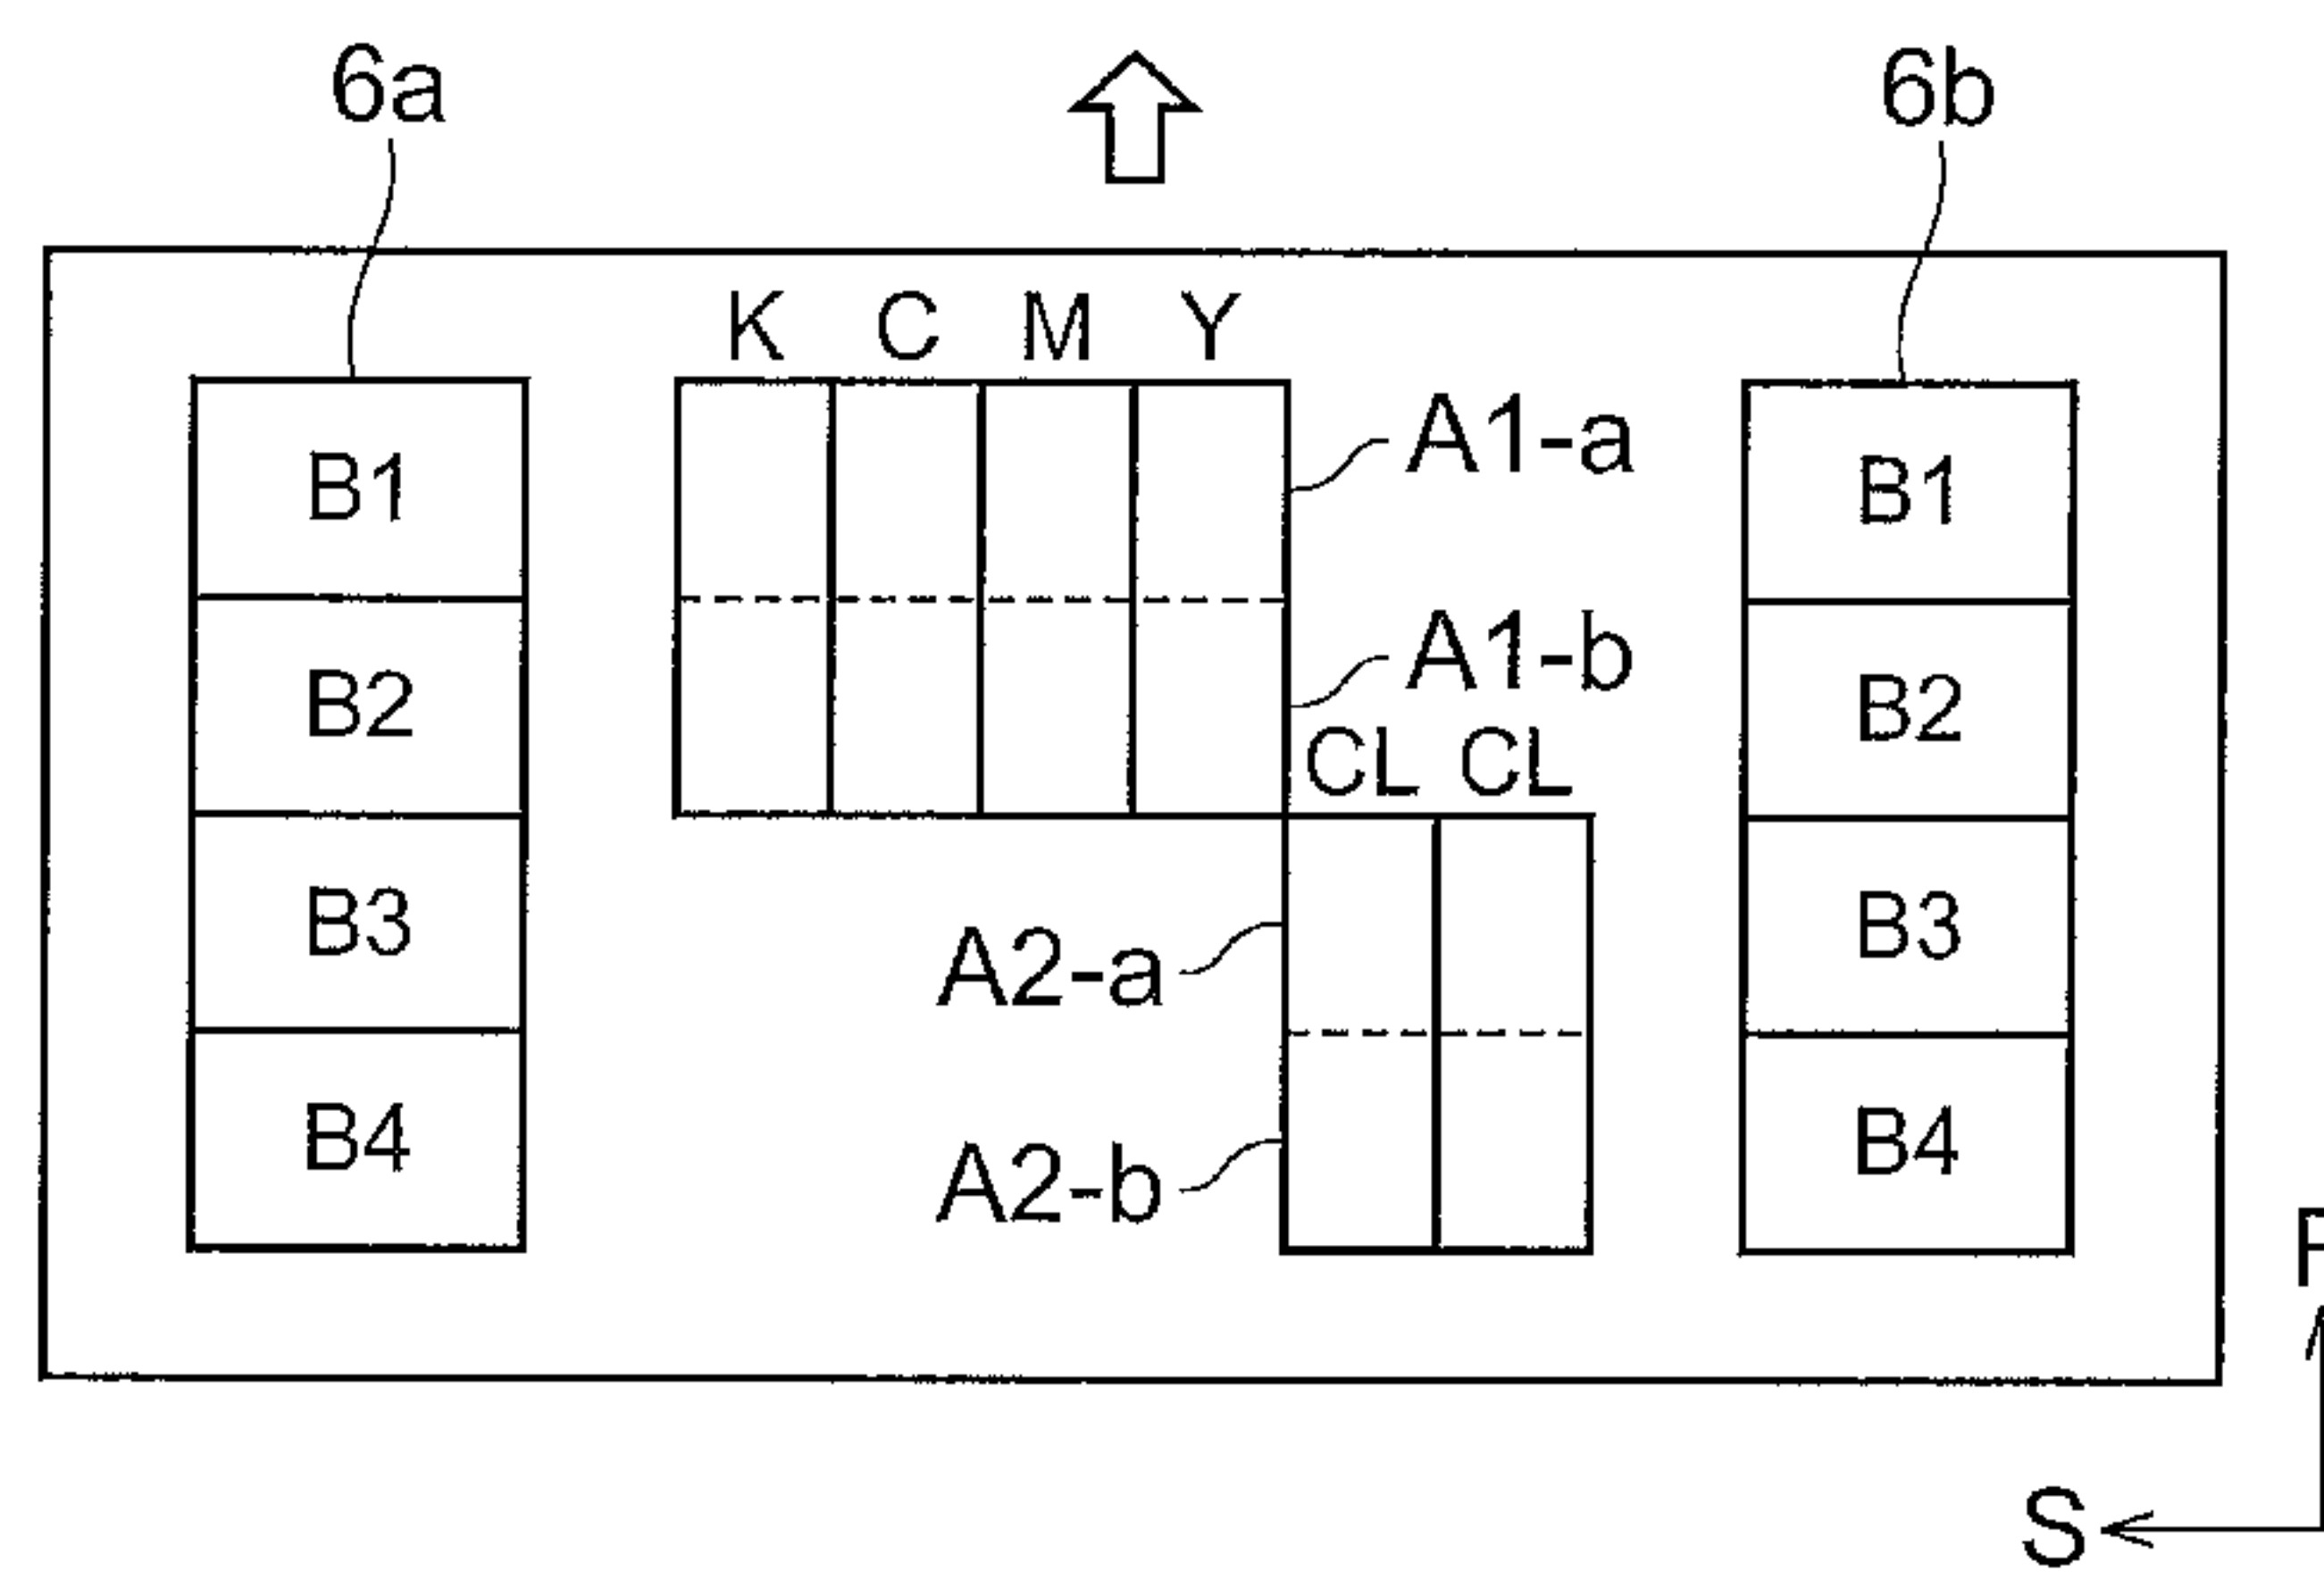 6a 6b
K C M Y
A1-a
B1 B1
A1-b
B2 B2
CL CL
B3 B3
A2-a
B4 B4
A2-b
S